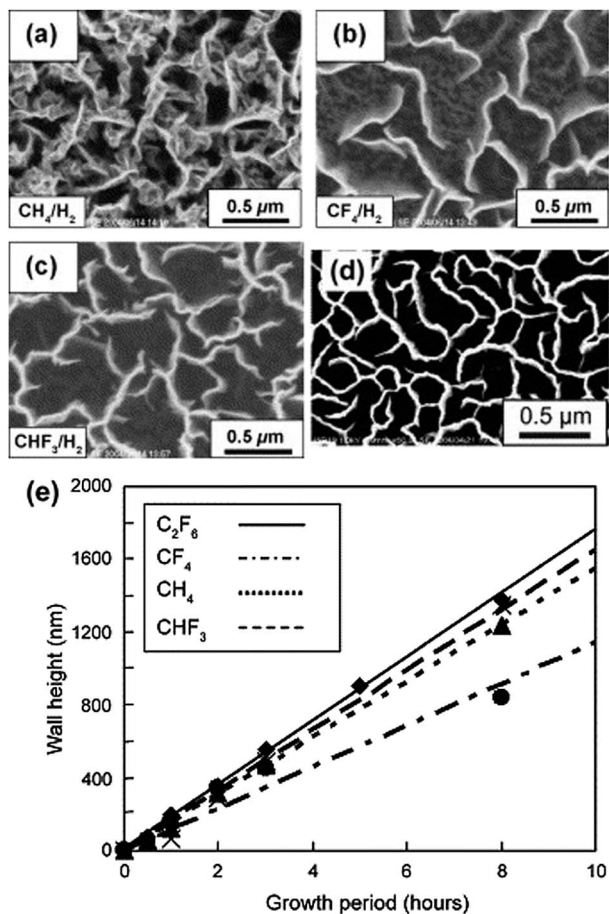 (a)
CH₄/H₂
0.5 µm
(b)
CF₄/H₂
0.5 µm
(c)
CHF₃/H₂
0.5 µm
(d)
0.5 µm
(e)
C₂F₆
CF₄
CH₄
CHF₃
Wall height (nm)
2000
1600
1200
800
400
0
0 2 4 6 8 10
Growth period (hours)